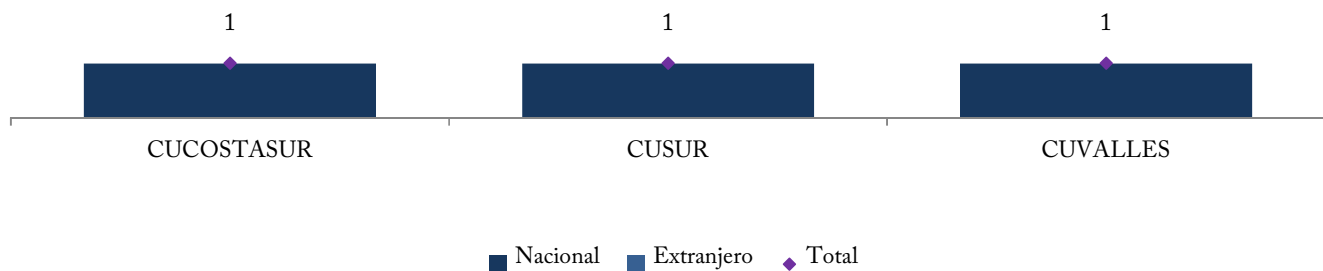 1 1 1
CUCOSTASUR CUSUR CUVALLES
Nacional Extranjero Total